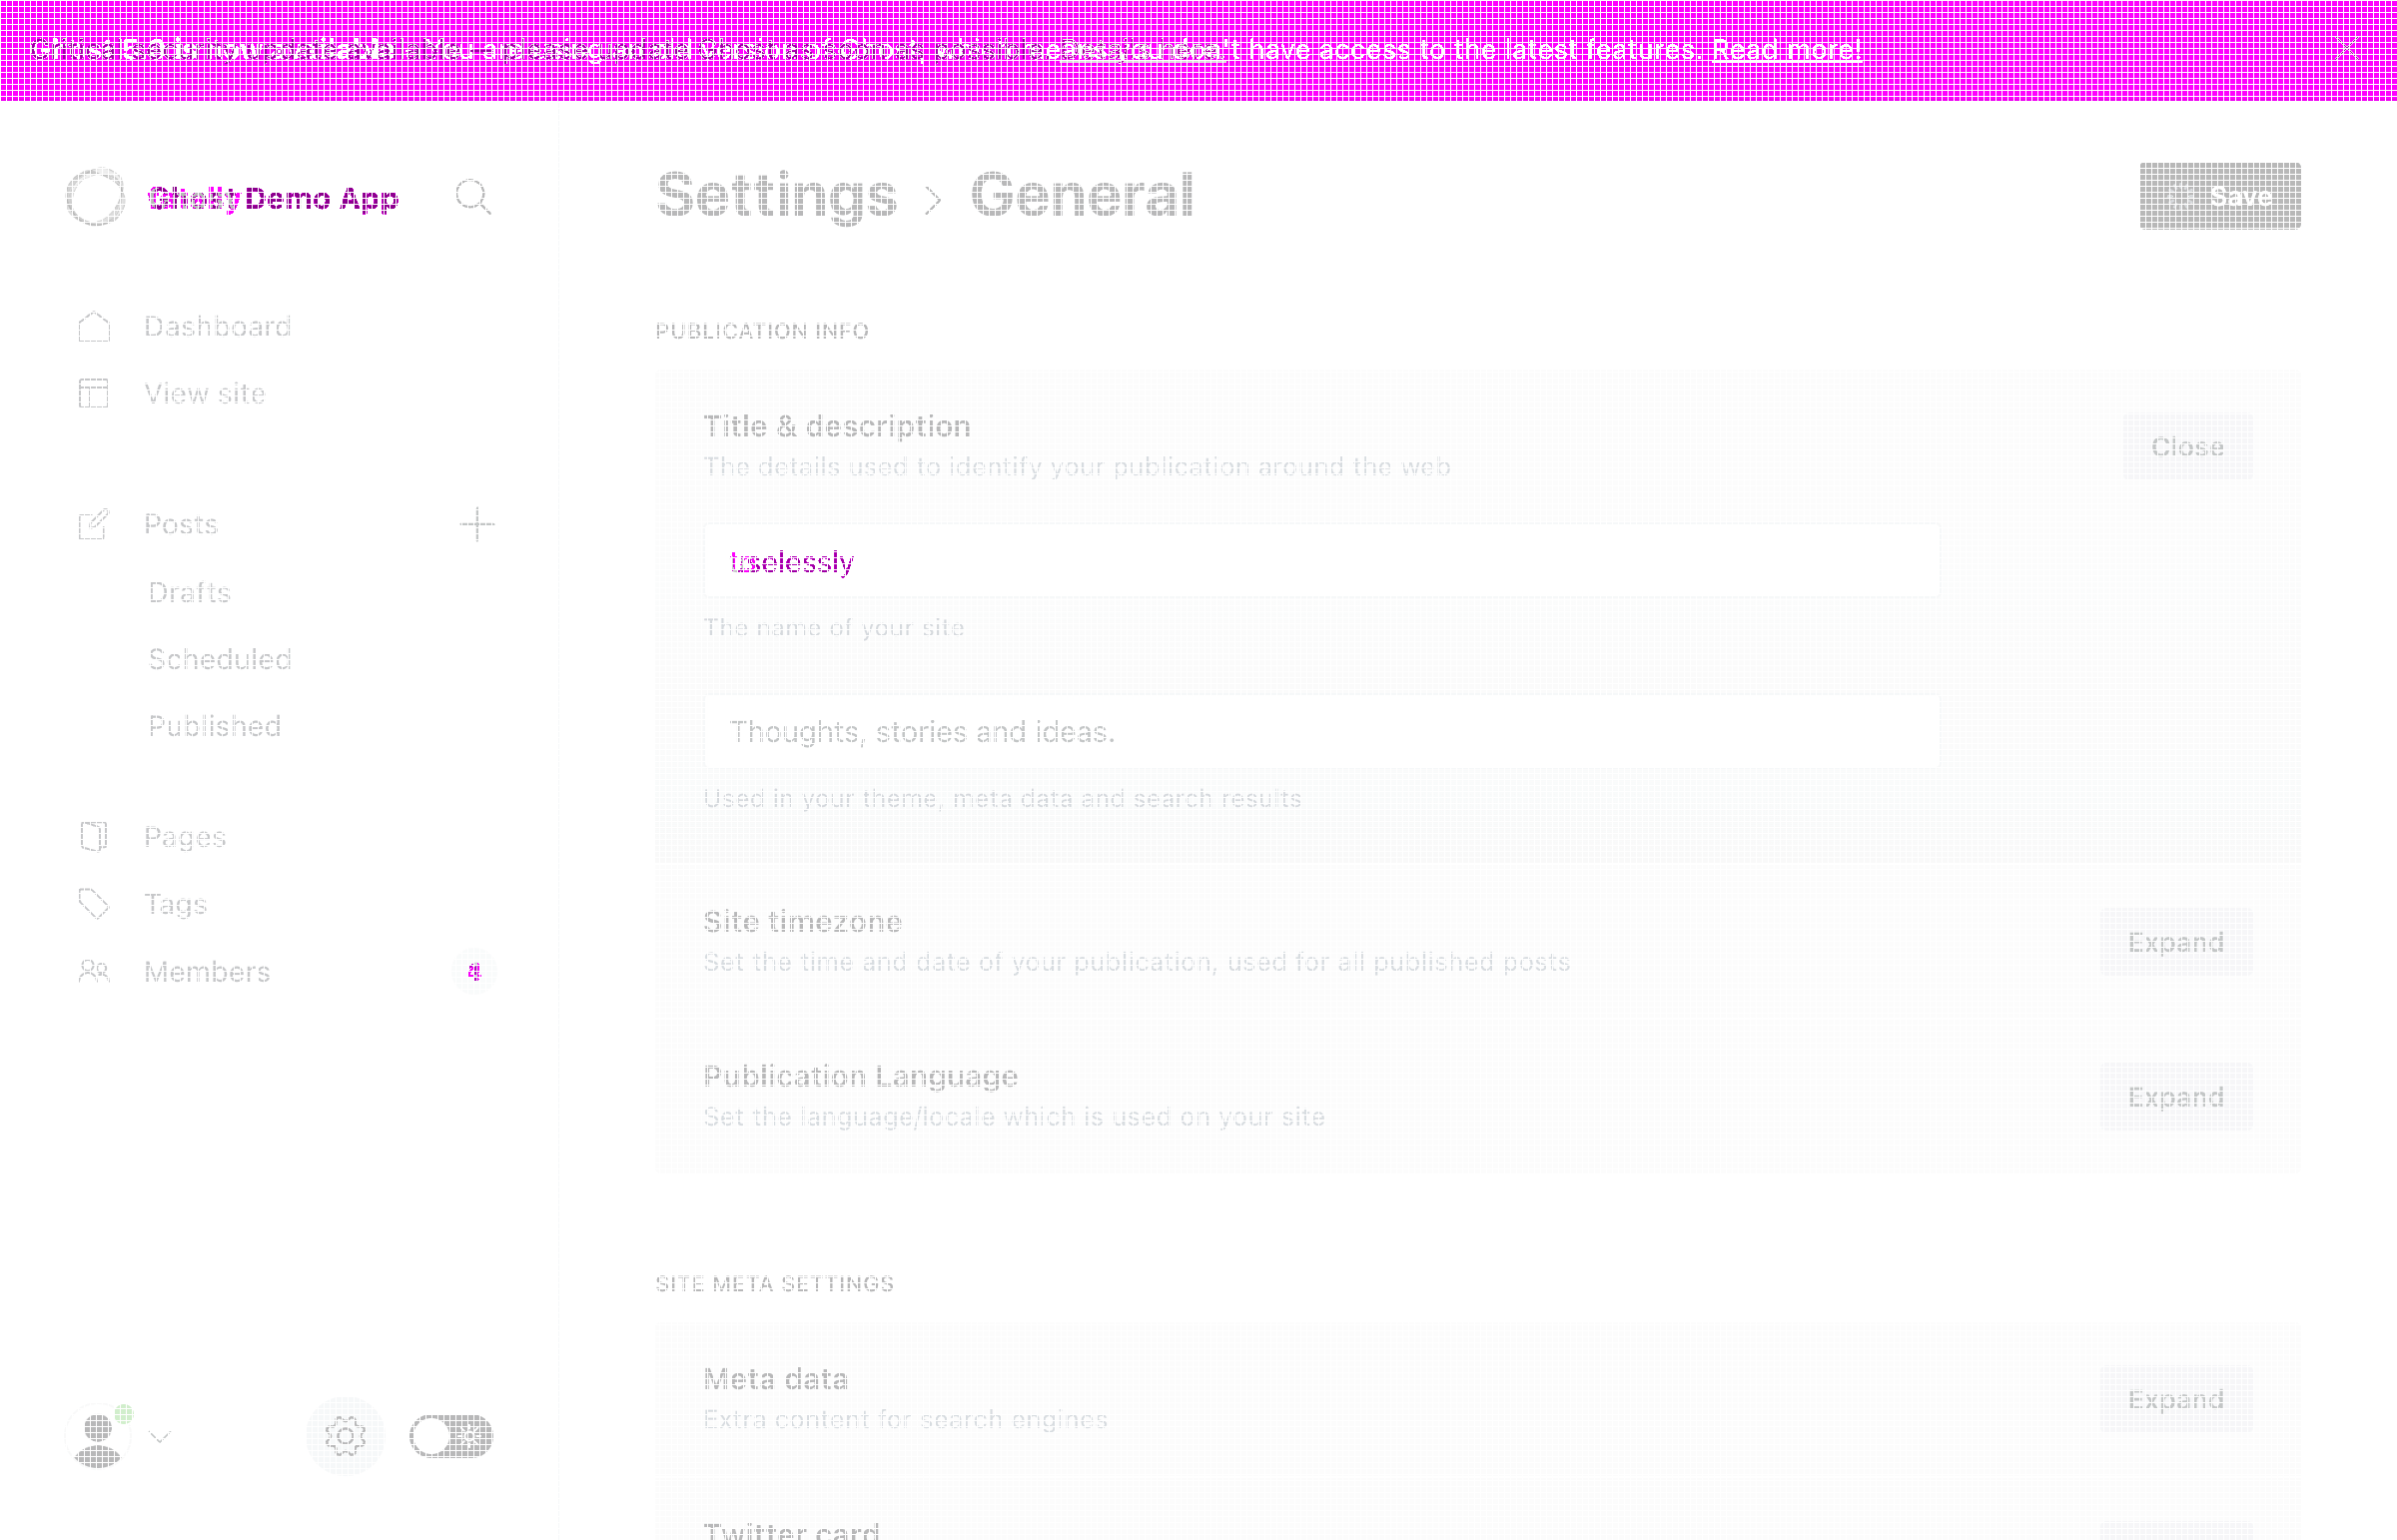 You are using an old version of Ghost, which means you don't have access to the latest features. Read more!
Demo App
Settings › General
Save
Dashboard
View site
Posts
Drafts
Scheduled
Published
Pages
Tags
Members
PUBLICATION INFO
Title & description
Close
The details used to identify your publication around the web
The name of your site
Thoughts, stories and ideas.
Used in your theme, meta data and search results
Site timezone
Expand
Set the time and date of your publication, used for all published posts
Publication Language
Expand
Set the language/locale which is used on your site
SITE META SETTINGS
Meta data
Expand
Extra content for search engines
Twitter card